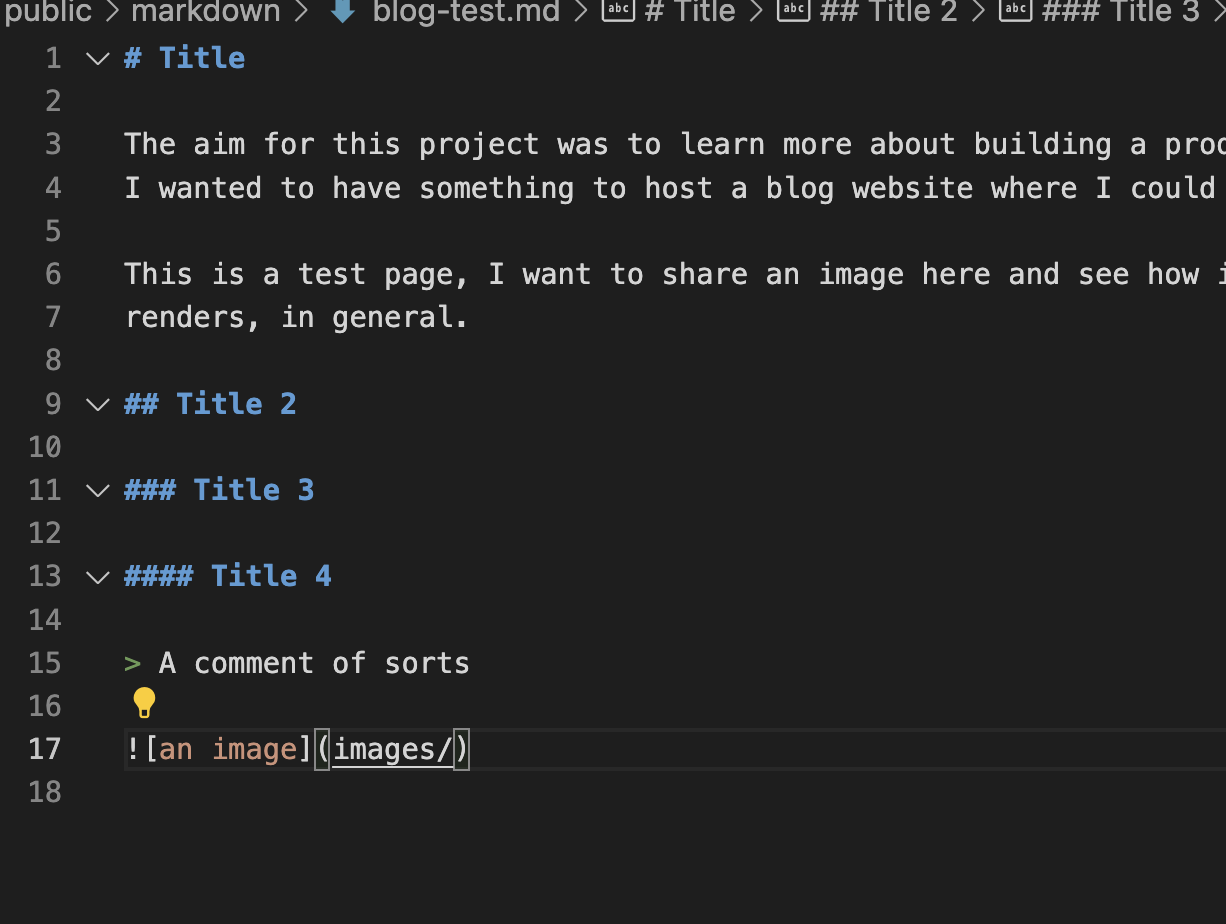 public > markdown > blog-test.md > # Title > ## Title 2 > ### Title 3 >
1 # Title
2
3 The aim for this project was to learn more about building a
4 I wanted to have something to host a blog website where I could
5
6 This is a test page, I want to share an image here and see how
7 renders, in general.
8
9 ## Title 2
10
11 ### Title 3
12
13 #### Title 4
14
15 > A comment of sorts
16
17 ![an image](images/)
18